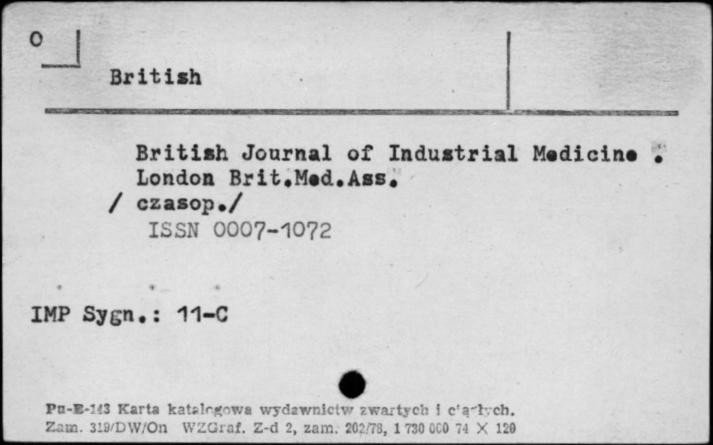 O
British
British Journal of Industrial Medicine .
London Brit.Med.Ass.
/ czasop./
ISSN 0007-1072
IMP Sygn.: 11-C
Pu-E-143 Karta katalogowa wydawnictw zwartych i ciągłych.
Zam. 319/DW/On WZGraf. Z-d 2, zam. 202/78, 1 730 000 74 X 120